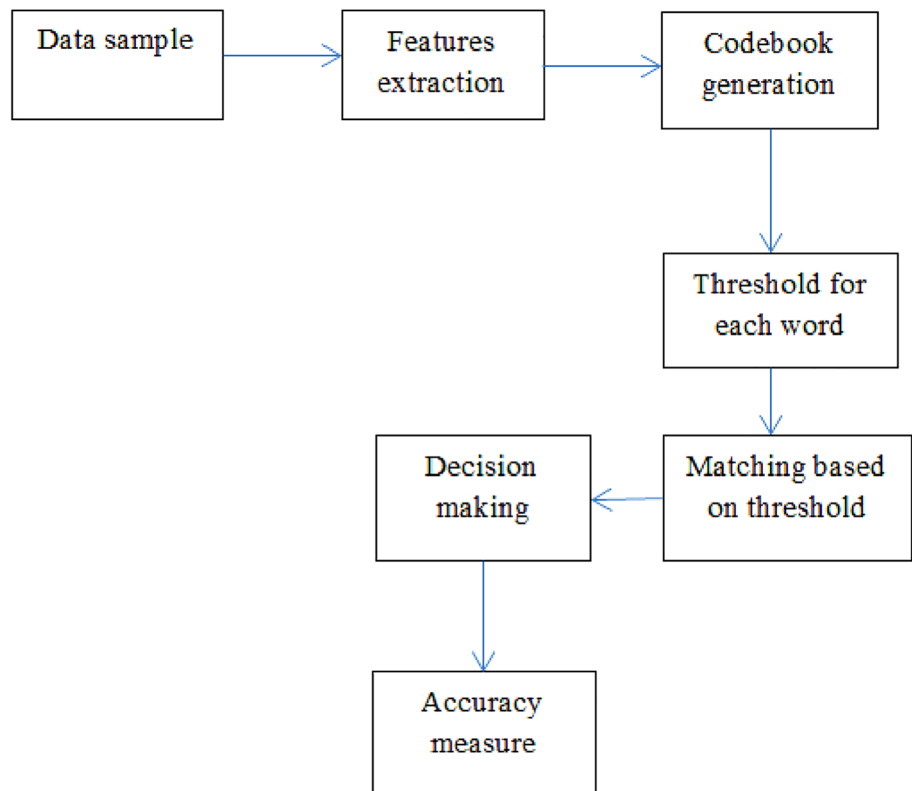 Data sample
Features
extraction
Codebook
generation
Threshold for
each word
Matching based
on threshold
Decision
making
Accuracy
measure